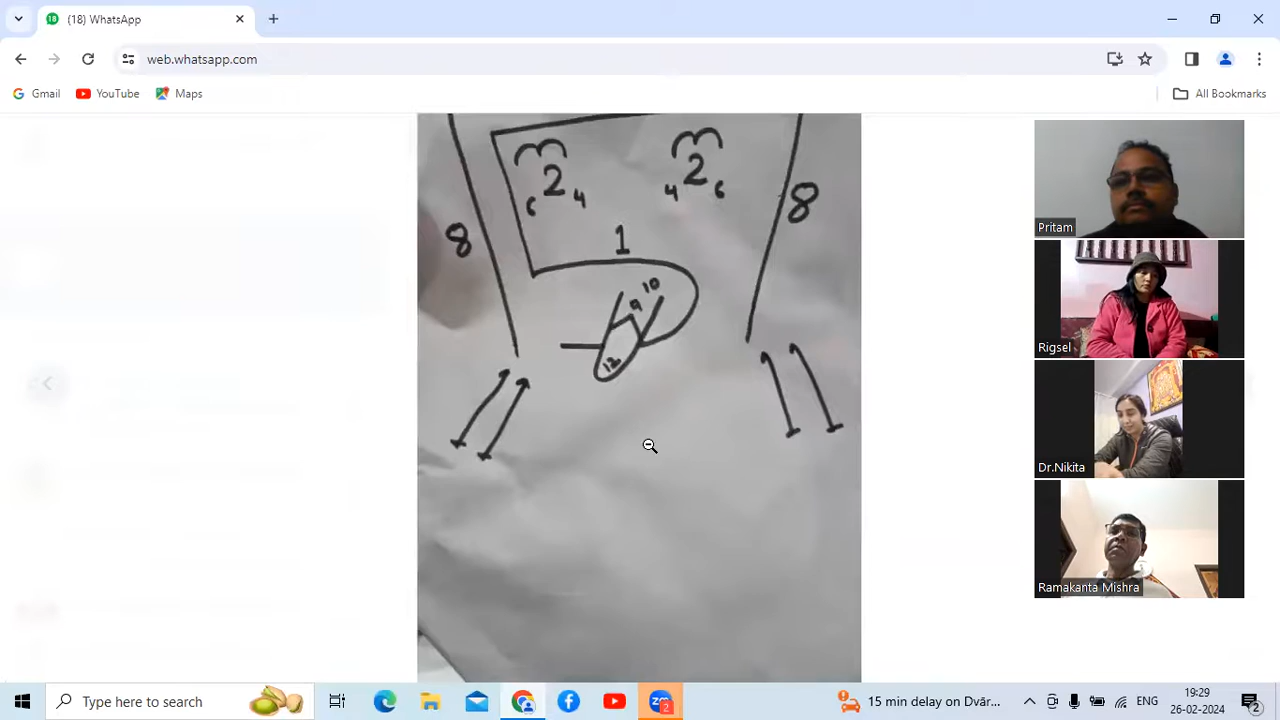 (18) WhatsApp
web.whatsapp.com
Gmail YouTube Maps All Bookmarks
2 2
6 4 4 6
8 8
1
10
9
12
Pritam
Rigsel
Dr.Nikita
Ramakanta Mishra
Type here to search
2
15 min delay on Dvār...
ENG
19:29
26-02-2024
2